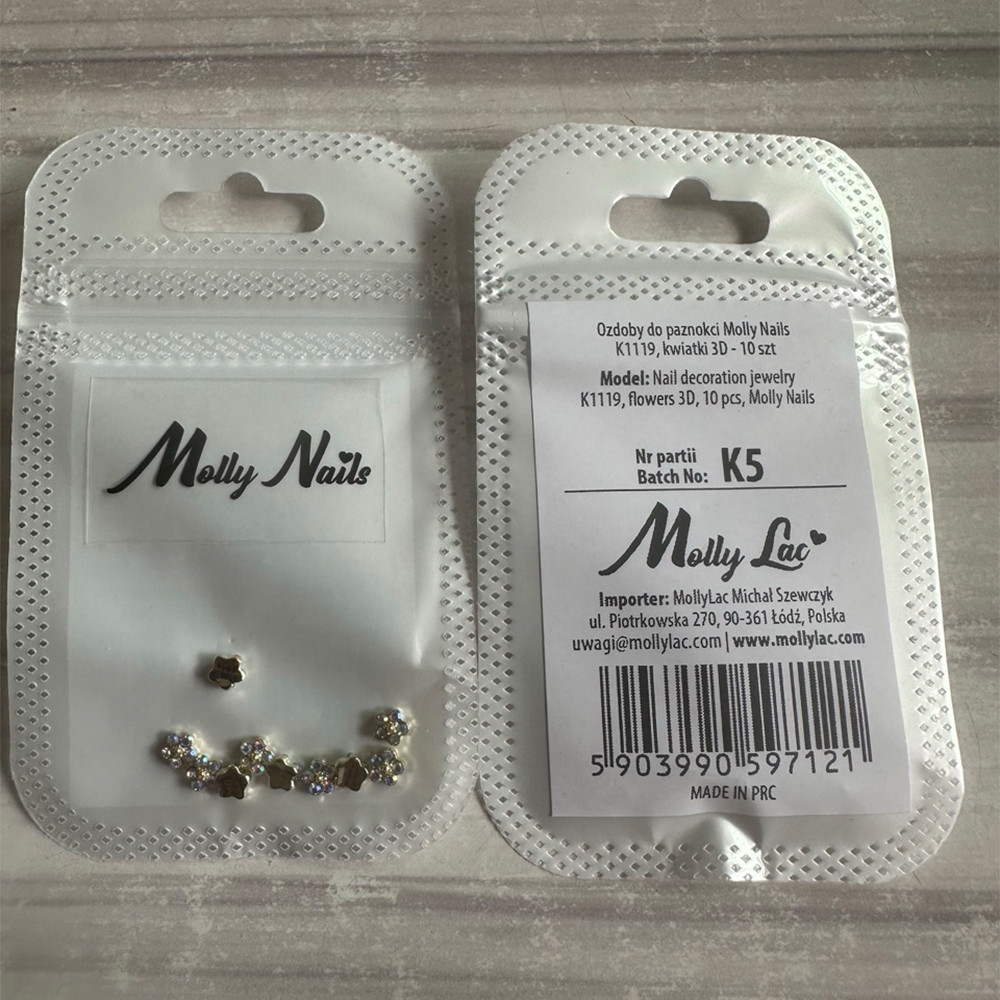 Molly Nails
Ozdoby do paznokci Molly Nails
K1119, kwiatki 3D - 10 szt
Model: Nail decoration jewelry
K1119, flowers 3D, 10 pcs, Molly Nails
Nr partii
Batch No: K5
Molly Lac
Importer: MollyLac Michał Szewczyk
ul. Piotrkowska 270, 90-361 Łódź, Polska
uwagi@mollylac.com | www.mollylac.com
5 903990 597121
MADE IN PRC